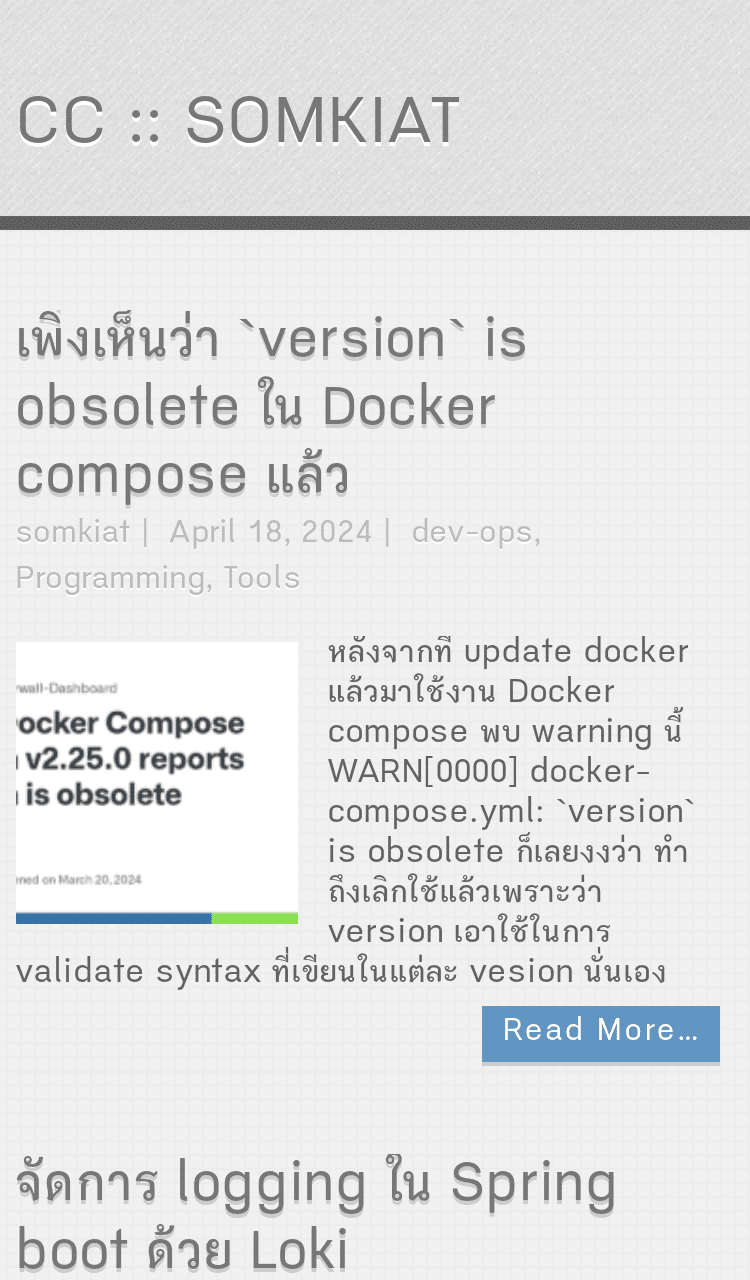 CC :: SOMKIAT
เพิ่งเห็นว่า `version` is
obsolete ใน Docker
compose แล้ว
somkiat | April 18, 2024 | dev-ops,
Programming, Tools
wall-Dashboard
ocker Compose
v2.25.0 reports
is obsolete
ned on March 20, 2024
หลังจากที่ update docker
แล้วมาใช้งาน Docker
compose พบ warning นี้
WARN[0000] docker-
compose.yml: `version`
is obsolete ก็เลยงงว่า ทำ
ถึงเลิกใช้แล้วเพราะว่า
version เอาใช้ในการ
validate syntax ที่เขียนในแต่ละ vesion นั่นเอง
Read More…
จัดการ logging ใน Spring
boot ด้วย Loki